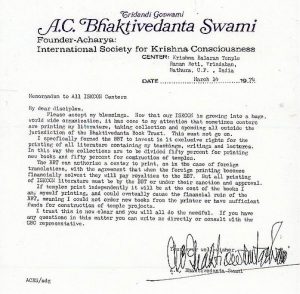 Tridandi Goswami
A.C. Bhaktivedanta Swami
Founder-Acharya:
International Society for Krishna Consciousness
CENTER: Krishna Balaram Temple
Raman Reti, Vrindaban,
Mathura, U.P., India
DATE March 30 19
Memorandum to All ISKCON Centers
My dear disciples,
Please accept my blessings. Now that our ISKCON is growing into a huge,
world wide organization, it has come to my attention that sometimes centers
are printing my literature, taking collection and spending all outside the
jurisdiction of the Bhaktivedanta Book Trust. This must not go on.
I specifically formed the BBT to invest in it exclusive rights for the
printing of all literature containing my teachings, writings and lectures.
In this way the collections are to be divided fifty percent for printing
new books and fifty percent for construction of temples.
The BBT can authorize a center to print, as in the case of foreign
translations, with the agreement that when the foreign printing becomes
financially solvent they will pay royalties to the BBT. But all printing
of ISKCON literature must be by the BBT or under their sanction and approval.
If temples print independently it will be at the cost of the books I
am, myself printing, and could eventually cause the financial ruin of the
BBT, meaning I could not order new books from the printer or have sufficient
funds for construction of temple projects.
I trust this is now clear and you will all do the needful. If you have
any questions in this matter you can write us directly or consult with the
GBC representative.
A.C. Bhaktivedanta Swami
ACBS/sdg